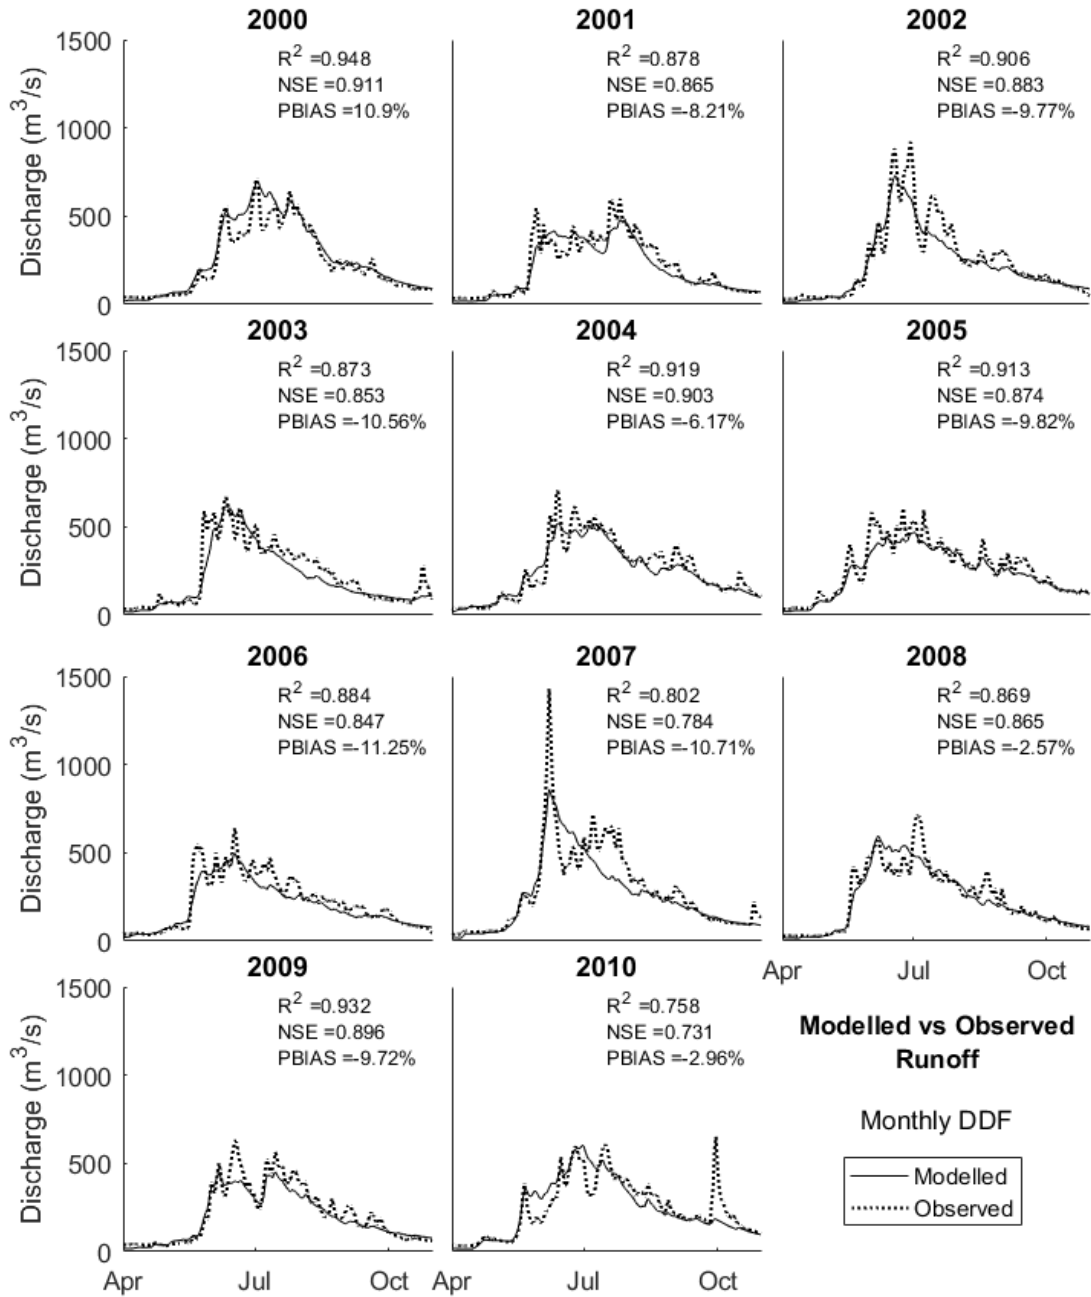 2000
2001
2002
1500
1000
500
0
Discharge (m³/s)
R² =0.948
NSE =0.911
PBIAS =10.9%
R² =0.878
NSE =0.865
PBIAS =-8.21%
R² =0.906
NSE =0.883
PBIAS =-9.77%
2003
2004
2005
1500
1000
500
0
Discharge (m³/s)
R² =0.873
NSE =0.853
PBIAS =-10.56%
R² =0.919
NSE =0.903
PBIAS =-6.17%
R² =0.913
NSE =0.874
PBIAS =-9.82%
2006
2007
2008
1500
1000
500
0
Discharge (m³/s)
R² =0.884
NSE =0.847
PBIAS =-11.25%
R² =0.802
NSE =0.784
PBIAS =-10.71%
R² =0.869
NSE =0.865
PBIAS =-2.57%
Apr Jul Oct
2009
2010
1500
1000
500
0
Discharge (m³/s)
R² =0.932
NSE =0.896
PBIAS =-9.72%
R² =0.758
NSE =0.731
PBIAS =-2.96%
Apr Jul Oct
Apr Jul Oct
Modelled vs Observed
Runoff
Monthly DDF
Modelled
Observed